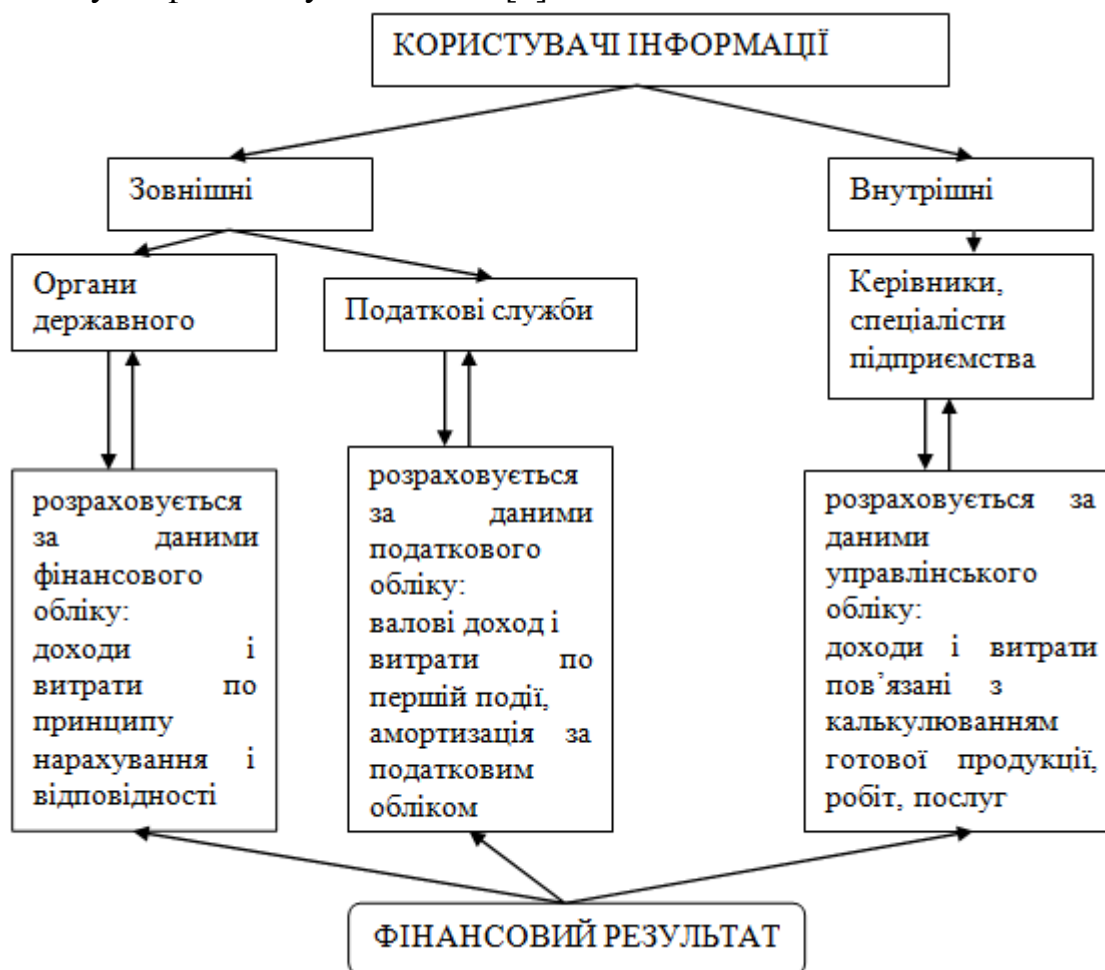 КОРИСТУВАЧІ ІНФОРМАЦІЇ
Зовнішні
Внутрішні
Органи
державного
Податкові служби
Керівники,
спеціалісти
підприємства
розраховується
за даними
фінансового
обліку:
доходи і
витрати по
принципу
нарахування і
відповідності
розраховується
за даними
податкового
обліку:
валові доход і
витрати по
першій події,
амортизація за
податковим
обліком
розраховується за
даними
управлінського
обліку:
доходи і витрати
пов’язані з
калькулюванням
готової продукції,
робіт, послуг
ФІНАНСОВИЙ РЕЗУЛЬТАТ